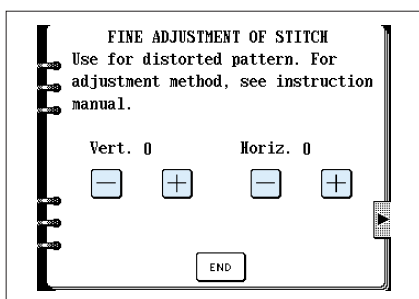 FINE ADJUSTMENT OF STITCH
Use for distorted pattern. For
adjustment method, see instruction
manual.
Vert. 0 Horiz. 0
− + − +
END